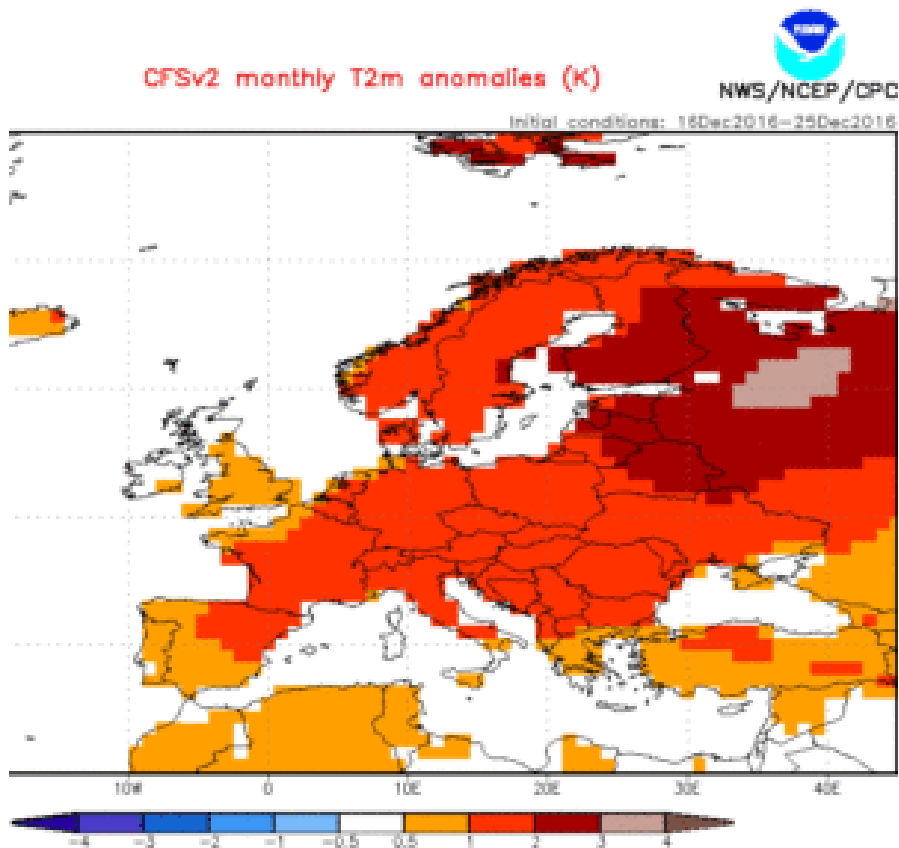 CFSv2 monthly T2m anomalies (K)
NWS/NCEP/CPC
Initial conditions: 16Dec2016-25Dec2016
10W 0 10E 20E 30E 40E
-4 -3 -2 -1 -0.5 0.5 1 2 3 4